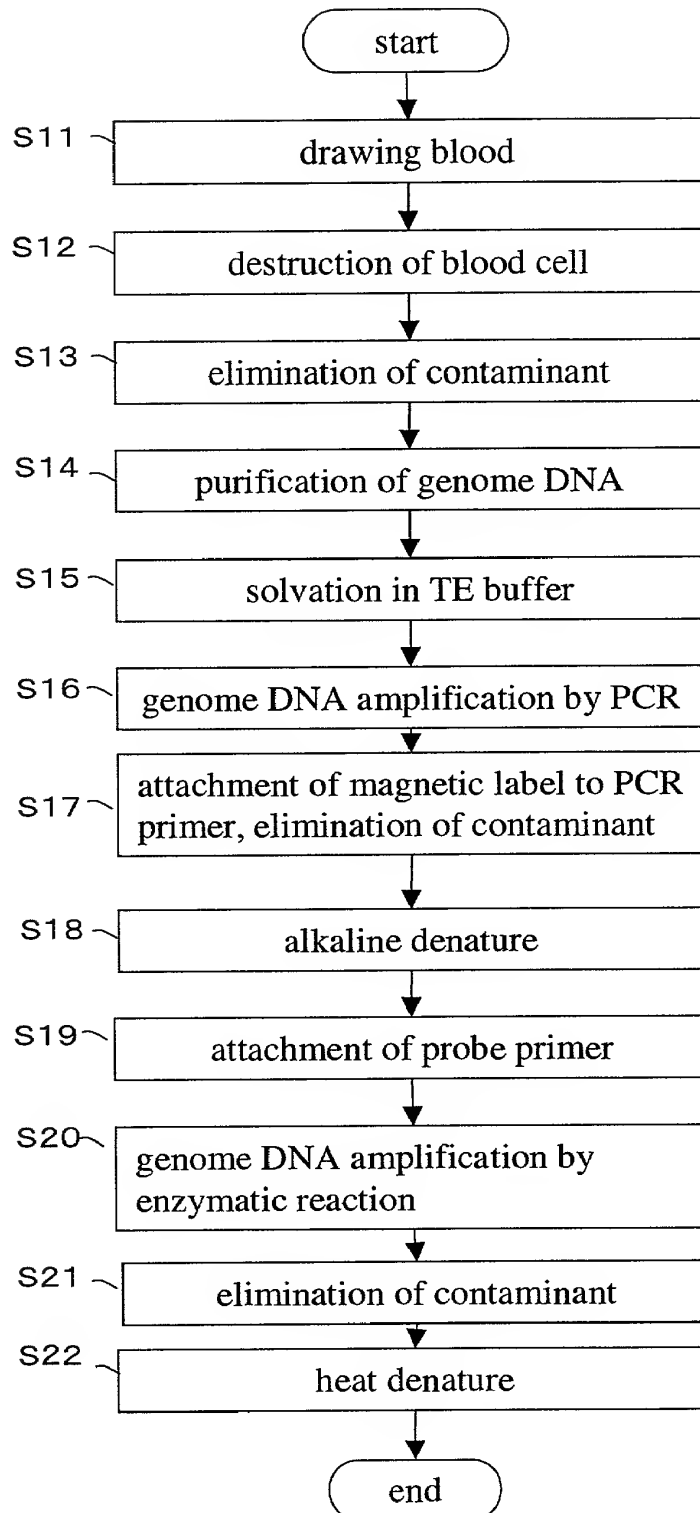 start
S11
drawing blood
S12
destruction of blood cell
S13
elimination of contaminant
S14
purification of genome DNA
S15
solvation in TE buffer
S16
genome DNA amplification by PCR
S17
attachment of magnetic label to PCR
primer, elimination of contaminant
S18
alkaline denature
S19
attachment of probe primer
S20
genome DNA amplification by
enzymatic reaction
S21
elimination of contaminant
S22
heat denature
end